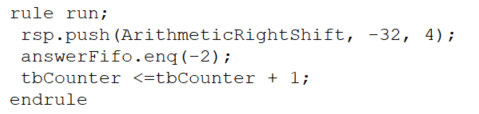 rule run;
 rsp.push(ArithmeticRightShift, -32, 4);
 answerFifo.enq(-2);
 tbCounter <=tbCounter + 1;
endrule